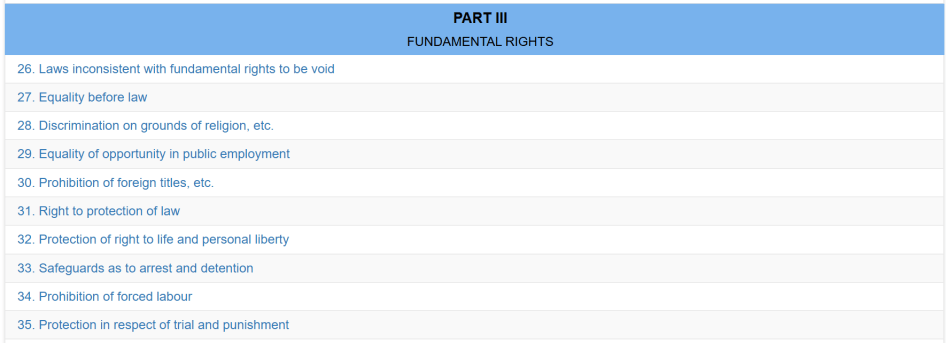 PART III
FUNDAMENTAL RIGHTS
26. Laws inconsistent with fundamental rights to be void
27. Equality before law
28. Discrimination on grounds of religion, etc.
29. Equality of opportunity in public employment
30. Prohibition of foreign titles, etc.
31. Right to protection of law
32. Protection of right to life and personal liberty
33. Safeguards as to arrest and detention
34. Prohibition of forced labour
35. Protection in respect of trial and punishment